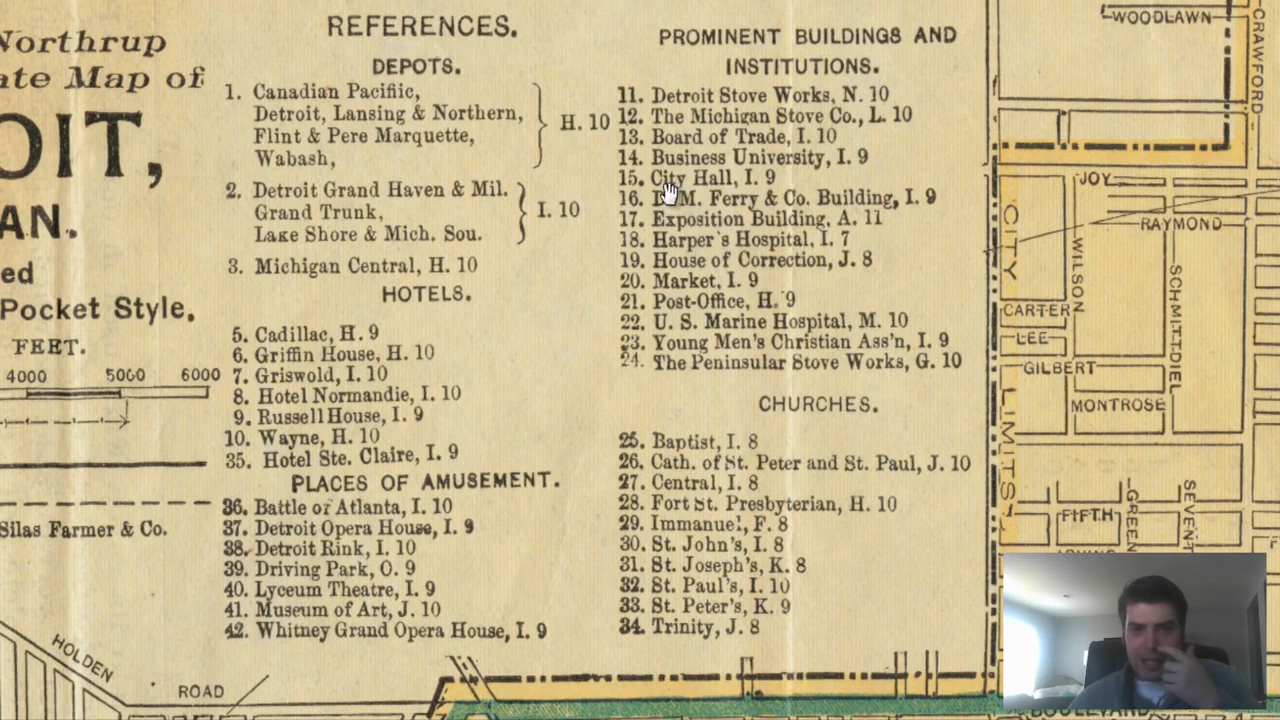 Northrup
ate Map of
OIT,
AN.
ed
Pocket Style.
FEET.
4000 5000 6000
Silas Farmer & Co.
REFERENCES.
DEPOTS.
1. Canadian Pacifiic,
Detroit, Lansing & Northern,
Flint & Pere Marquette,
Wabash,
H. 10
2. Detroit Grand Haven & Mil.
Grand Trunk,
Lake Shore & Mich. Sou.
I. 10
3. Michigan Central, H. 10
HOTELS.
5. Cadillac, H. 9
6. Griffin House, H. 10
7. Griswold, I. 10
8. Hotel Normandie, I. 10
9. Russell House, I. 9
10. Wayne, H. 10
35. Hotel Ste. Claire, I. 9
PLACES OF AMUSEMENT.
36. Battle of Atlanta, I. 10
37. Detroit Opera House, I. 9
38. Detroit Rink, I. 10
39. Driving Park, O. 9
40. Lyceum Theatre, I. 9
41. Museum of Art, J. 10
42. Whitney Grand Opera House, I. 9
PROMINENT BUILDINGS AND
INSTITUTIONS.
11. Detroit Stove Works, N. 10
12. The Michigan Stove Co., L. 10
13. Board of Trade, I. 10
14. Business University, I. 9
15. City Hall, I. 9
16. D. M. Ferry & Co. Building, I. 9
17. Exposition Building, A. 11
18. Harper's Hospital, I. 7
19. House of Correction, J. 8
20. Market, I. 9
21. Post-Office, H. 9
22. U. S. Marine Hospital, M. 10
23. Young Men's Christian Ass'n, I. 9
24. The Peninsular Stove Works, G. 10
CHURCHES.
25. Baptist, I. 8
26. Cath. of St. Peter and St. Paul, J. 10
27. Central, I. 8
28. Fort St. Presbyterian, H. 10
29. Immanuel, F. 8
30. St. John's, I. 8
31. St. Joseph's, K. 8
32. St. Paul's, I. 10
33. St. Peter's, K. 9
34. Trinity, J. 8
HOLDEN
ROAD
WOODLAWN
CRAWFORD
JOY
RAYMOND
CITY
WILSON
SCHMITTDIEL
CARTER
LEE
GILBERT
MONTROSE
LIMITS
GREEN
FIFTH
BOULEVARD